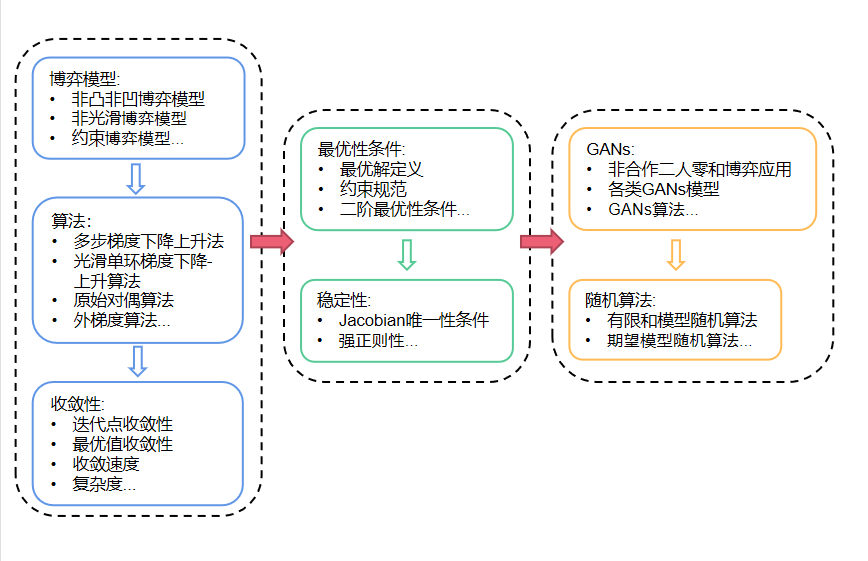 博弈模型:
• 非凸非凹博弈模型
• 非光滑博弈模型
• 约束博弈模型...
算法：
• 多步梯度下降上升法
• 光滑单环梯度下降-
上升算法
• 原始对偶算法
• 外梯度算法...
收敛性:
• 迭代点收敛性
• 最优值收敛性
• 收敛速度
• 复杂度...
最优性条件:
• 最优解定义
• 约束规范
• 二阶最优性条件...
稳定性:
• Jacobian唯一性条件
• 强正则性...
GANs:
• 非合作二人零和博弈应用
• 各类GANs模型
• GANs算法...
随机算法:
• 有限和模型随机算法
• 期望模型随机算法...